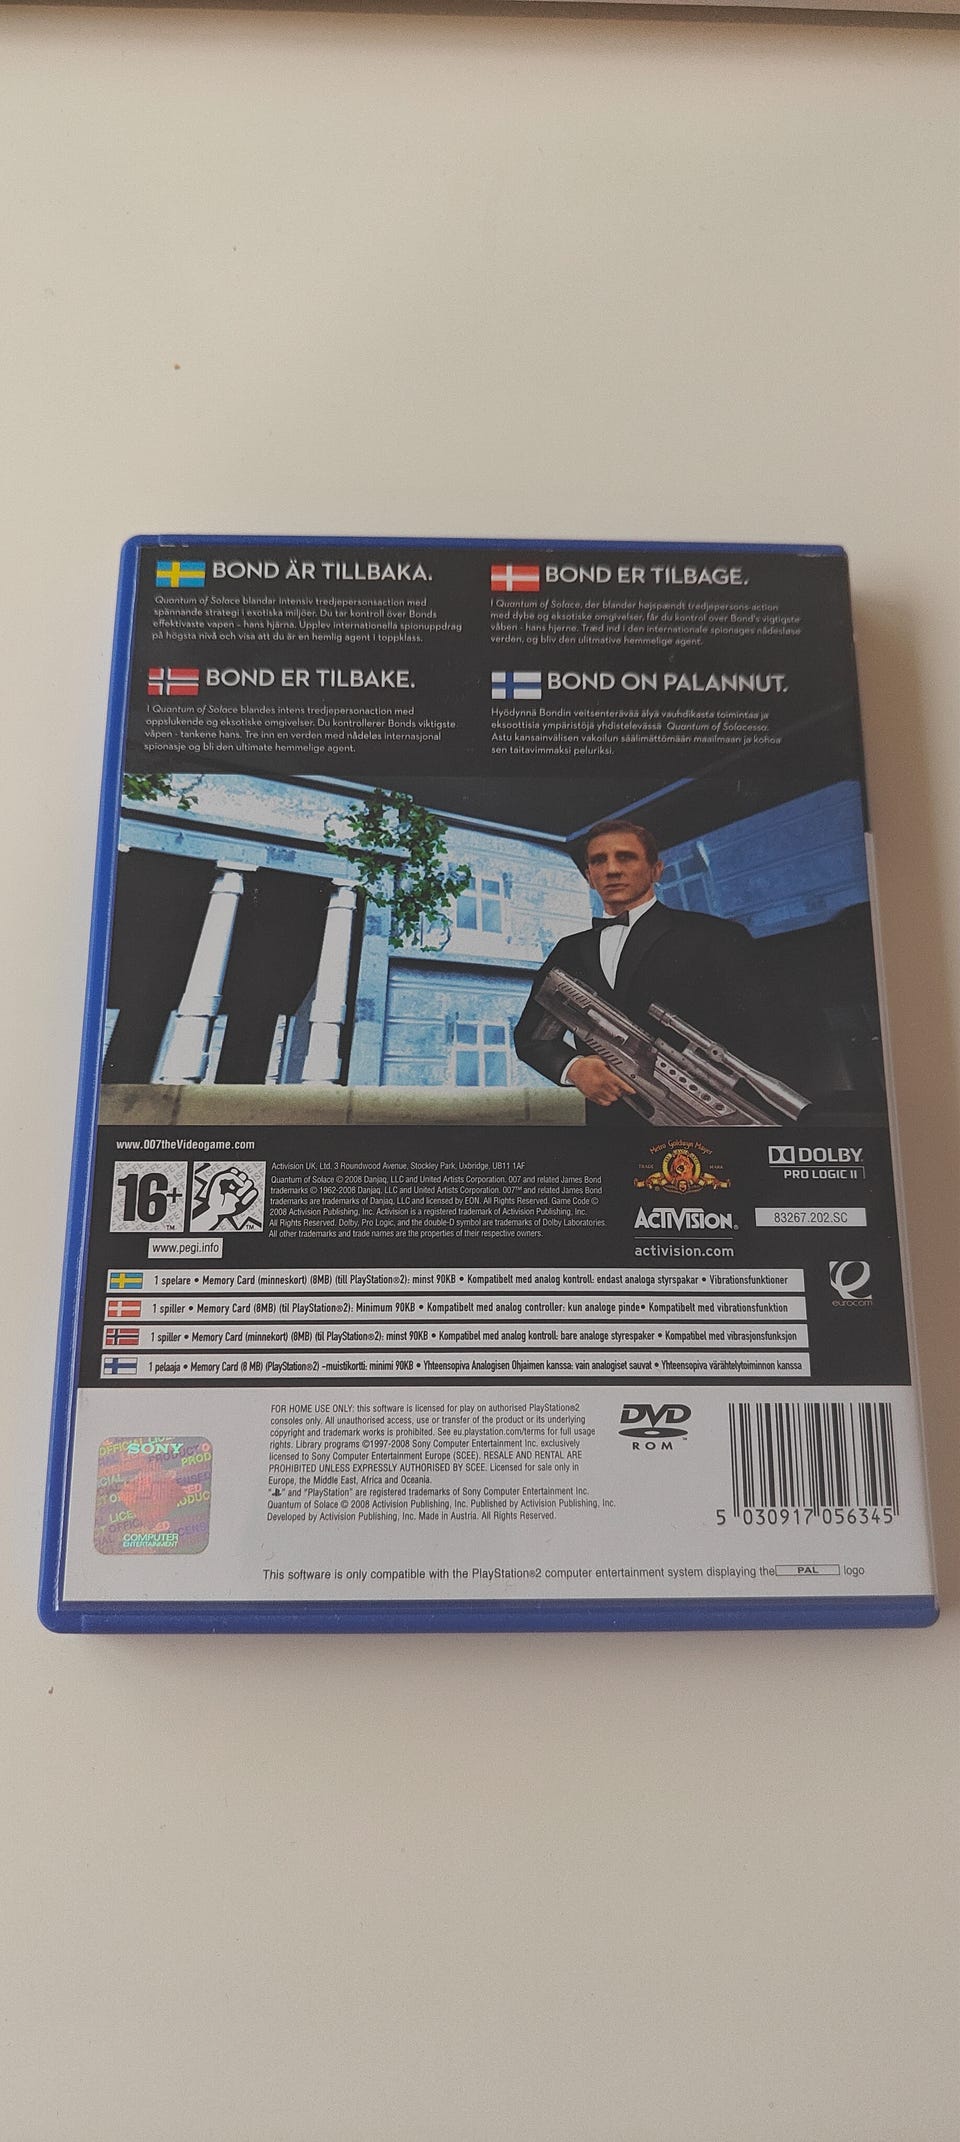 BOND ÄR TILLBAKA.
Quantum of Solace blandar intensiv tredjepersonsaction med
spännande strategi i exotiska miljöer. Du tar kontroll över Bonds
effektivaste vapen - hans hjärna. Upplev internationella spionuppdrag
på högsta nivå och visa att du är en hemlig agent i toppklass.
BOND ER TILBAGE.
I Quantum of Solace, der blander højspændt tredjepersons-action
med dybe og eksotiske omgivelser, får du kontrol over Bond's vigtigste
våben - hans hjerne. Træd ind i den internationale spionages nådesløse
verden, og bliv den ulitmative hemmelige agent.
BOND ER TILBAKE.
I Quantum of Solace blandes intens tredjepersonaction med
oppslukende og eksotiske omgivelser. Du kontrollerer Bonds viktigste
våpen - tankene hans. Tre inn en verden med nådeløs internasjonal
spionasje og bli den ultimate hemmelige agent.
BOND ON PALANNUT.
Hyödynnä Bondin veitsenterävää älyä vauhdikasta toimintaa ja
eksoottisia ympäristöjä yhdistelevässä Quantum of Solacessa.
Astu kansainvälisen vakoilun säälimättömään maailmaan ja kohoa
sen taitavimmaksi peluriksi.
www.007theVideogame.com
16+
TM
TM
www.pegi.info
Activision UK, Ltd. 3 Roundwood Avenue, Stockley Park, Uxbridge, UB11 1AF
Quantum of Solace © 2008 Danjaq, LLC and United Artists Corporation. 007 and related James Bond
trademarks © 1962-2008 Danjaq, LLC and United Artists Corporation. 007™ and related James Bond
trademarks are trademarks of Danjaq, LLC and licensed by EON. All Rights Reserved. Game Code ©
2008 Activision Publishing, Inc. Activision is a registered trademark of Activision Publishing, Inc.
All Rights Reserved. Dolby, Pro Logic, and the double-D symbol are trademarks of Dolby Laboratories.
All other trademarks and trade names are the properties of their respective owners.
Metro Goldwyn Mayer
TRADE MARK
ACTIVISION®
activision.com
DOLBY
PRO LOGIC II
83267.202.SC
eurocom
1 spelare • Memory Card (minneskort) (8MB) (till PlayStation®2): minst 90KB • Kompatibelt med analog kontroll: endast analoga styrspakar • Vibrationsfunktioner
1 spiller • Memory Card (8MB) (til PlayStation®2): Minimum 90KB • Kompatibelt med analog controller: kun analoge pinde• Kompatibelt med vibrationsfunktion
1 spiller • Memory Card (minnekort) (8MB) (til PlayStation®2): minst 90KB • Kompatibel med analog kontroll: bare analoge styrespaker • Kompatibel med vibrasjonsfunksjon
1 pelaaja • Memory Card (8 MB) (PlayStation®2) -muistikortti: minimi 90KB • Yhteensopiva Analogisen Ohjaimen kanssa: vain analogiset sauvat • Yhteensopiva värähtelytoiminnon kanssa
FOR HOME USE ONLY: this software is licensed for play on authorised PlayStation®2
consoles only. All unauthorised access, use or transfer of the product or its underlying
copyright and trademark works is prohibited. See eu.playstation.com/terms for full usage
rights. Library programs ©1997-2008 Sony Computer Entertainment Inc. exclusively
licensed to Sony Computer Entertainment Europe (SCEE). RESALE AND RENTAL ARE
PROHIBITED UNLESS EXPRESSLY AUTHORISED BY SCEE. Licensed for sale only in
Europe, the Middle East, Africa and Oceania.
" " and "PlayStation" are registered trademarks of Sony Computer Entertainment Inc.
Quantum of Solace © 2008 Activision Publishing, Inc. Published by Activision Publishing, Inc.
Developed by Activision Publishing, Inc. Made in Austria. All Rights Reserved.
DVD
ROM
SONY
COMPUTER
ENTERTAINMENT
5 030917 056345
This software is only compatible with the PlayStation®2 computer entertainment system displaying the PAL logo